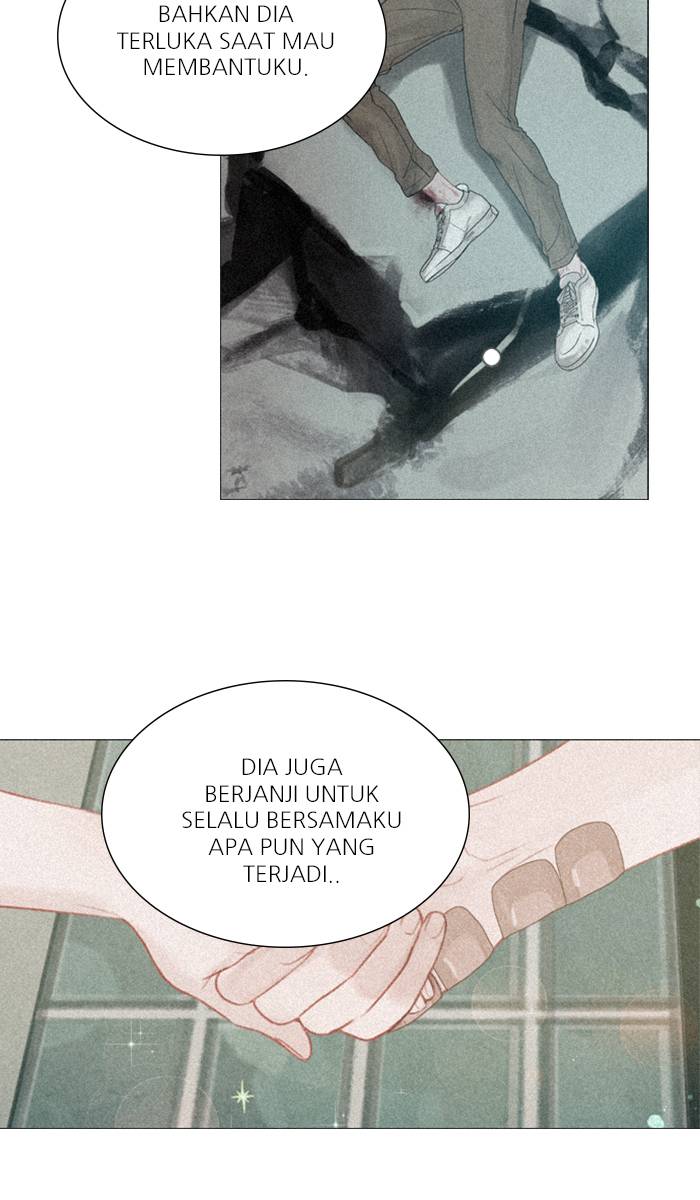 BAHKAN DIA
TERLUKA SAAT MAU
MEMBANTUKU.
DIA JUGA
BERJANJI UNTUK
SELALU BERSAMAKU
APA PUN YANG
TERJADI..